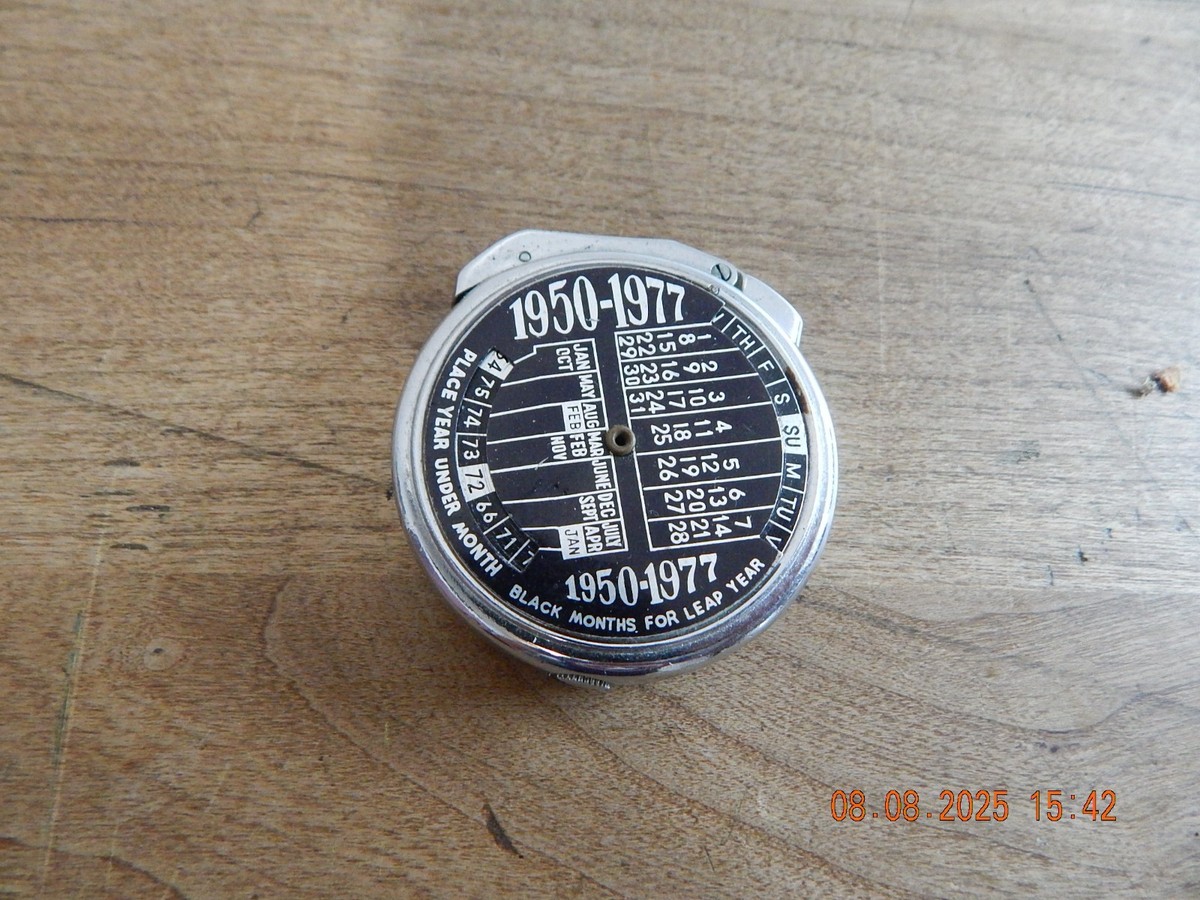 1950-1977
PLACE YEAR UNDER MONTH
75 74 73 72 66 71
JAN MAY AUG MAR JUNE DEC JULY
OCT FEB FEB NOV SEPT APR
JAN
TH F S SU M TU
1 8 15 22 29
2 9 16 23 30
3 10 17 24 31
4 11 18 25
5 12 19 26
6 13 20 27
7 14 21 28
1950-1977
BLACK MONTHS FOR LEAP YEAR
08.08.2025 15:42